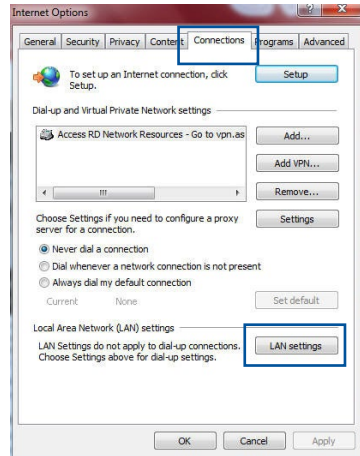 Internet Options
General Security Privacy Content Connections Programs Advanced
To set up an Internet connection, click
Setup.
Setup
Dial-up and Virtual Private Network settings
Access RD Network Resources - Go to vpn.as
Add...
Add VPN...
Remove...
Choose Settings if you need to configure a proxy
server for a connection.
Settings
Never dial a connection
Dial whenever a network connection is not present
Always dial my default connection
Current None
Set default
Local Area Network (LAN) settings
LAN Settings do not apply to dial-up connections.
Choose Settings above for dial-up settings.
LAN settings
OK Cancel Apply